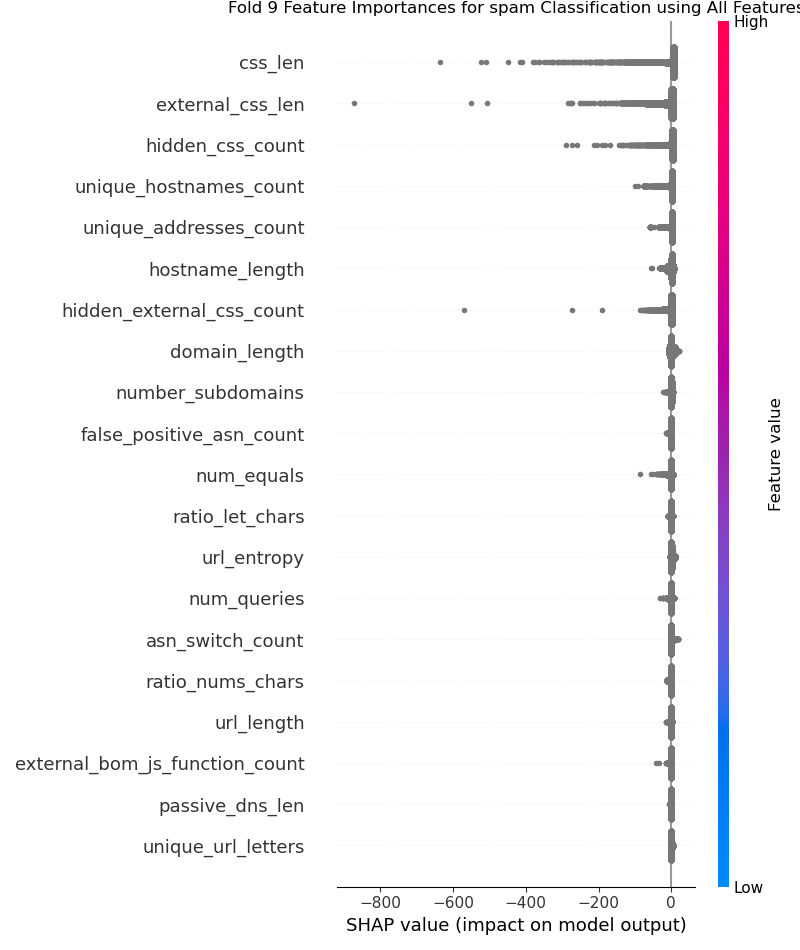 Fold 9 Feature Importances for spam Classification using All Features
High
css_len
external_css_len
hidden_css_count
unique_hostnames_count
unique_addresses_count
hostname_length
hidden_external_css_count
domain_length
number_subdomains
false_positive_asn_count
num_equals
ratio_let_chars
url_entropy
num_queries
asn_switch_count
ratio_nums_chars
url_length
external_bom_js_function_count
passive_dns_len
unique_url_letters
Feature value
Low
−800 −600 −400 −200 0
SHAP value (impact on model output)